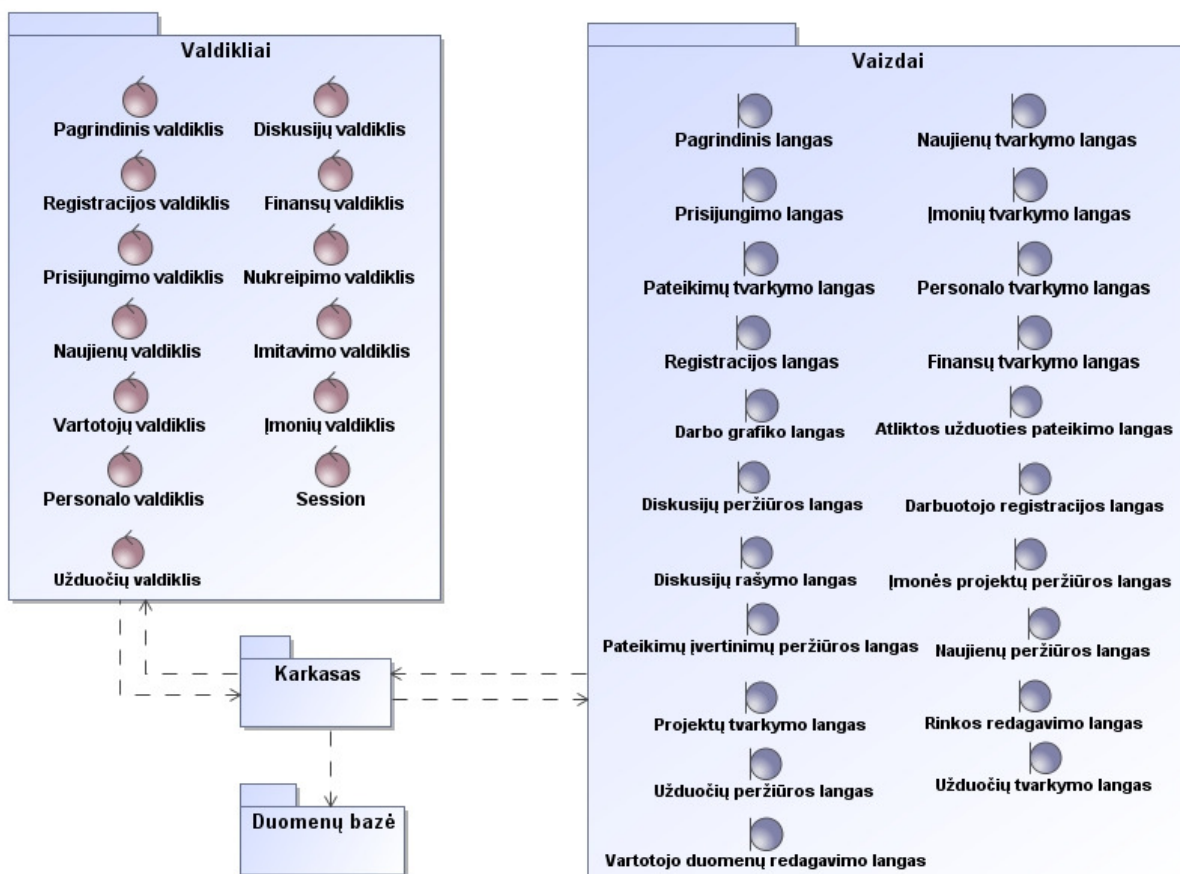 Valdikliai
Pagrindinis valdiklis
Diskusijų valdiklis
Registracijos valdiklis
Finansų valdiklis
Prisijungimo valdiklis
Nukreipimo valdiklis
Naujienų valdiklis
Imitavimo valdiklis
Vartotojų valdiklis
Įmonių valdiklis
Personalo valdiklis
Session
Užduočių valdiklis
Karkasas
Duomenų bazė
Vaizdai
Pagrindinis langas
Naujienų tvarkymo langas
Prisijungimo langas
Įmonių tvarkymo langas
Pateikimų tvarkymo langas
Personalo tvarkymo langas
Registracijos langas
Finansų tvarkymo langas
Darbo grafiko langas
Atliktos užduoties pateikimo langas
Diskusijų peržiūros langas
Darbuotojo registracijos langas
Diskusijų rašymo langas
Įmonės projektų peržiūros langas
Pateikimų įvertinimų peržiūros langas
Naujienų peržiūros langas
Projektų tvarkymo langas
Rinkos redagavimo langas
Užduočių peržiūros langas
Užduočių tvarkymo langas
Vartotojo duomenų redagavimo langas